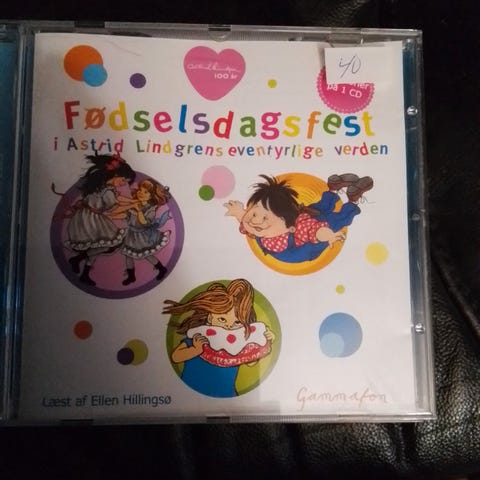 100 år
40
på 1 CD
Fødselsdagsfest
i Astrid Lindgrens eventyrlige verden
Læst af Ellen Hillingsø
Gammafon